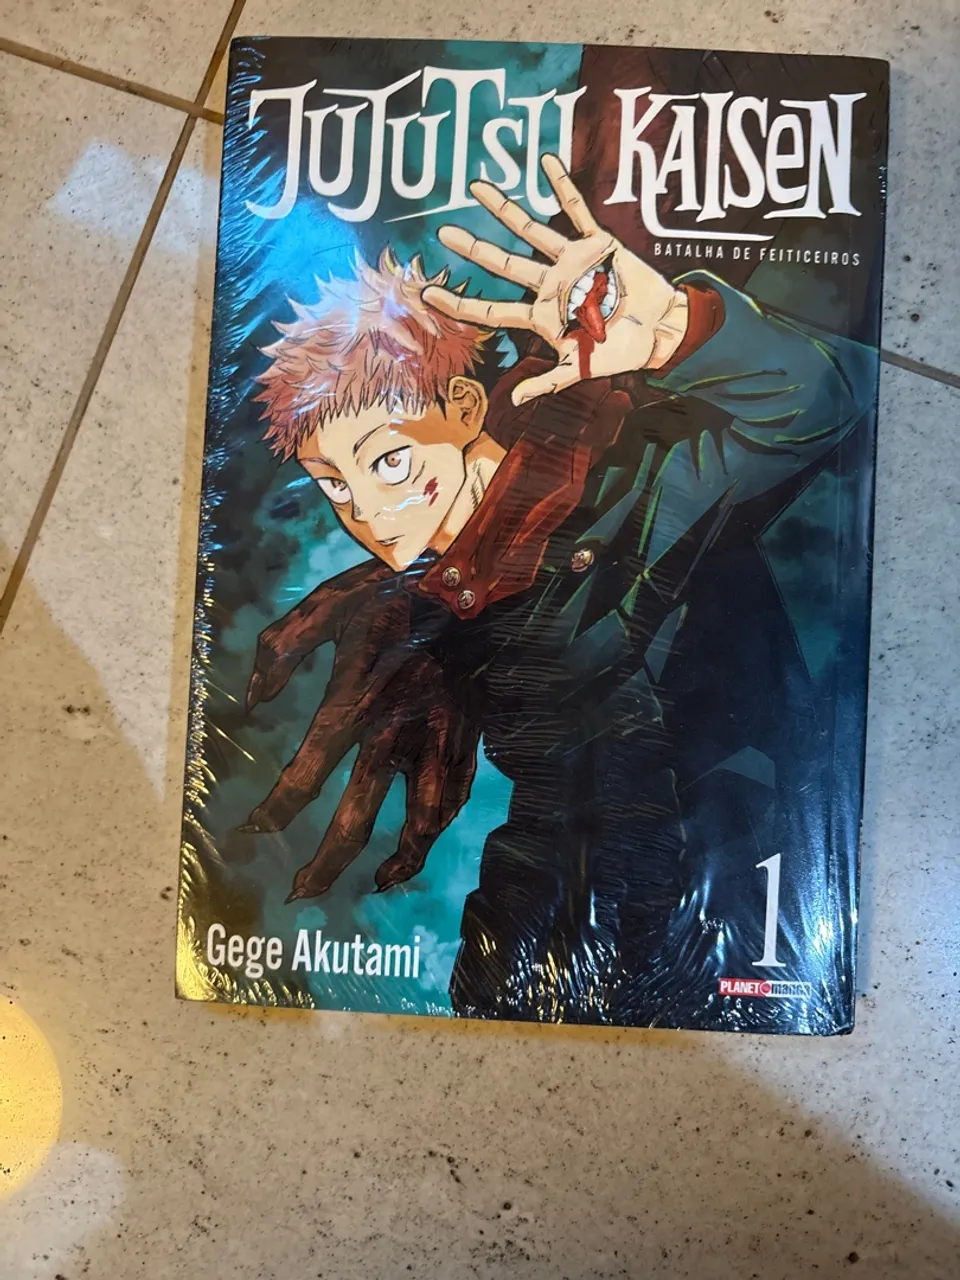 JUJUTSU KAISEN
BATALHA DE FEITICEIROS
1
Gege Akutami
PLANET manga